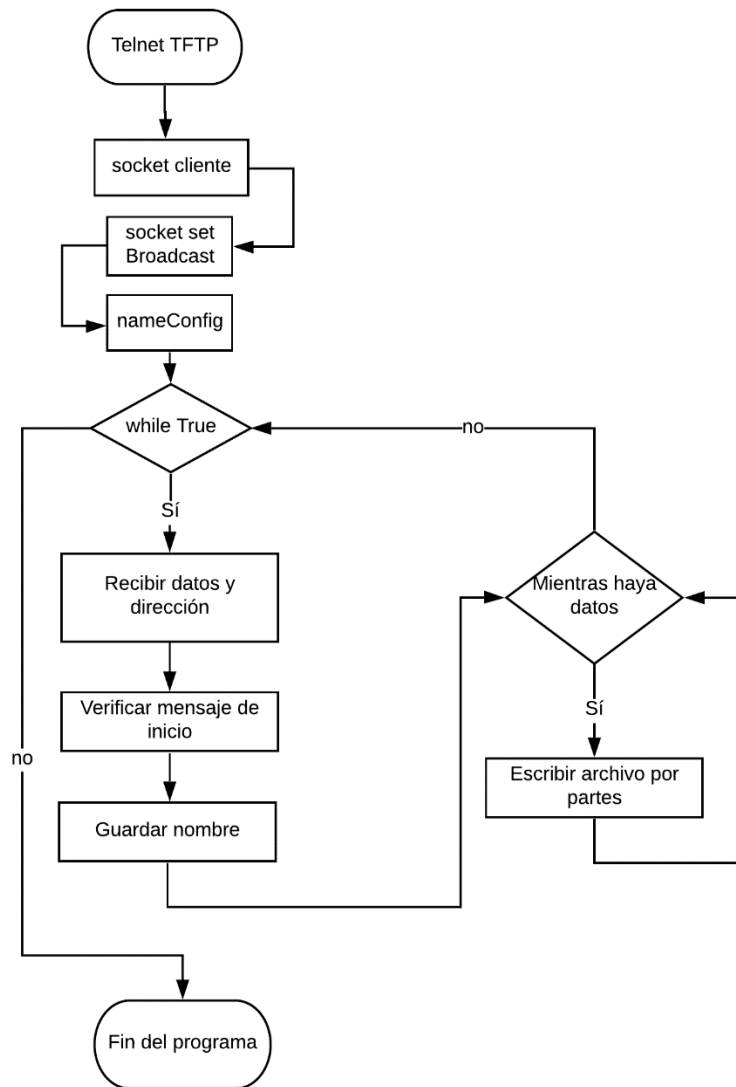 Telnet TFTP
socket cliente
socket set
Broadcast
nameConfig
while True
no
Sí
Recibir datos y
dirección
Mientras haya
datos
Verificar mensaje de
inicio
Sí
no
Escribir archivo por
partes
Guardar nombre
Fin del programa